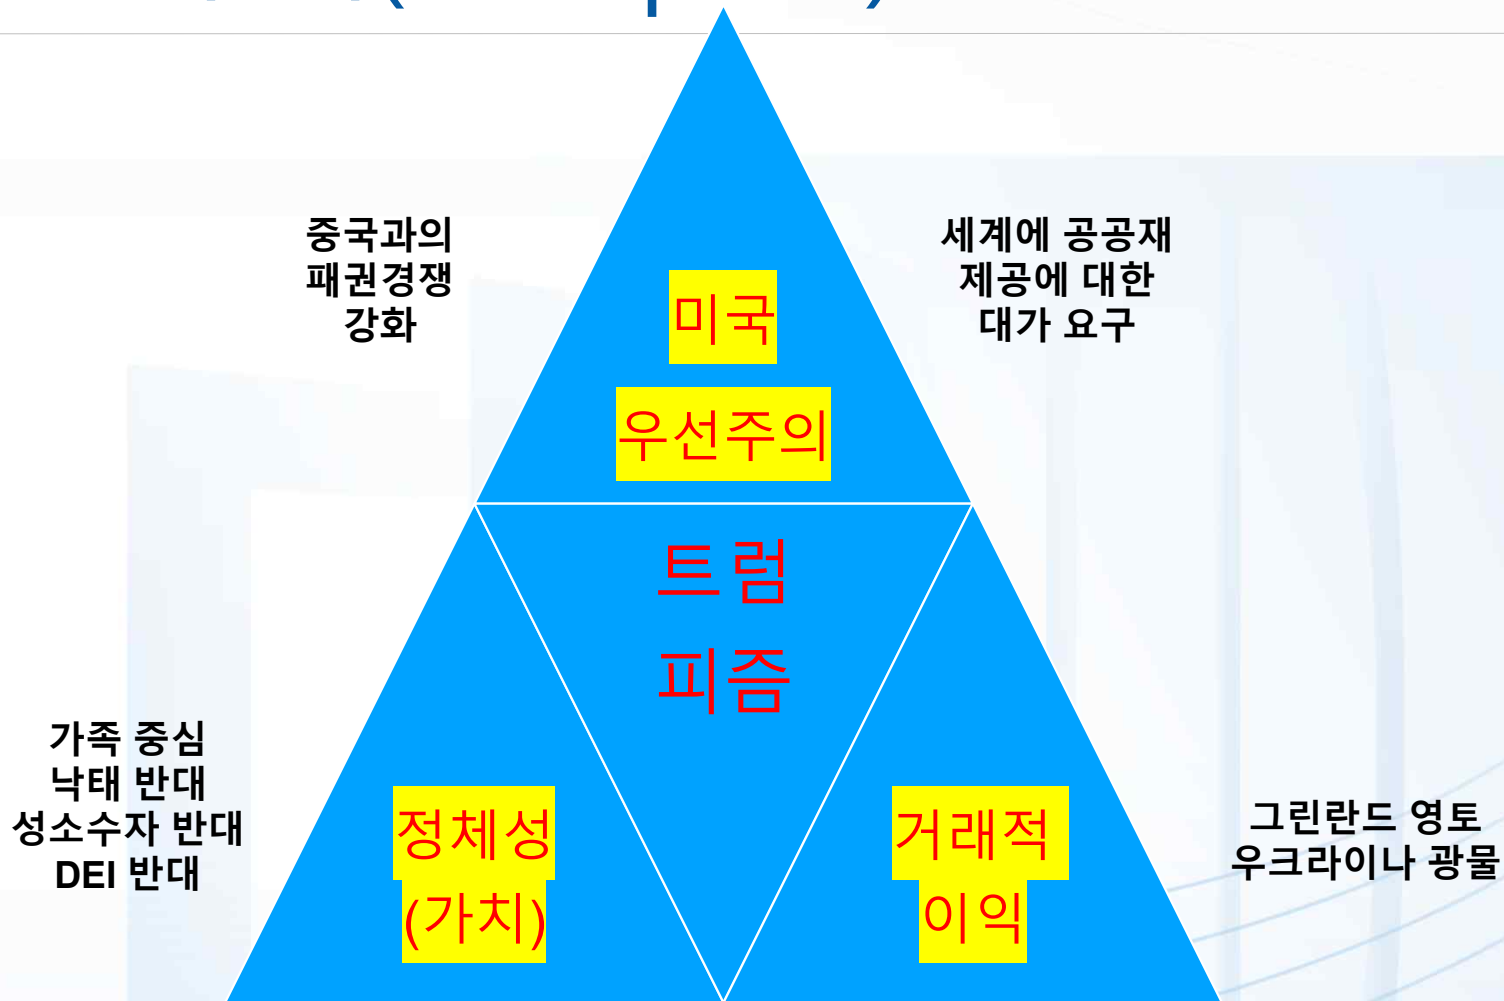 중국과의
패권경쟁
강화
세계에 공공재
제공에 대한
대가 요구
미국
우선주의
트럼
피즘
가족 중심
낙태 반대
성소수자 반대
DEI 반대
정체성
(가치)
거래적
이익
그린란드 영토
우크라이나 광물